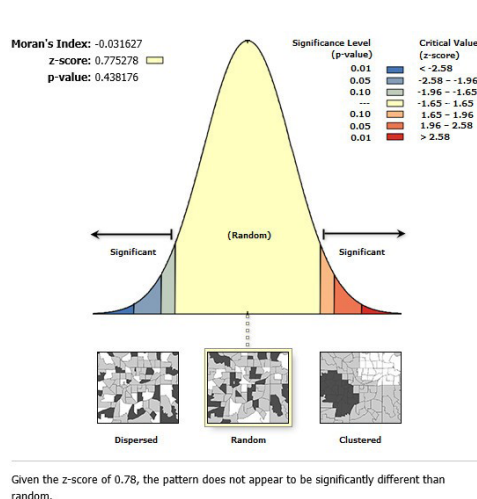 Moran's Index: -0.031627
z-score: 0.775278
p-value: 0.438176
Significance Level
(p-value)
Critical Value
(z-score)
0.01 < -2.58
0.05 -2.58 – -1.96
0.10 -1.96 – -1.65
--- -1.65 – 1.65
0.10 1.65 – 1.96
0.05 1.96 – 2.58
0.01 > 2.58
(Random)
Significant
Significant
Dispersed
Random
Clustered
Given the z-score of 0.78, the pattern does not appear to be significantly different than
random.